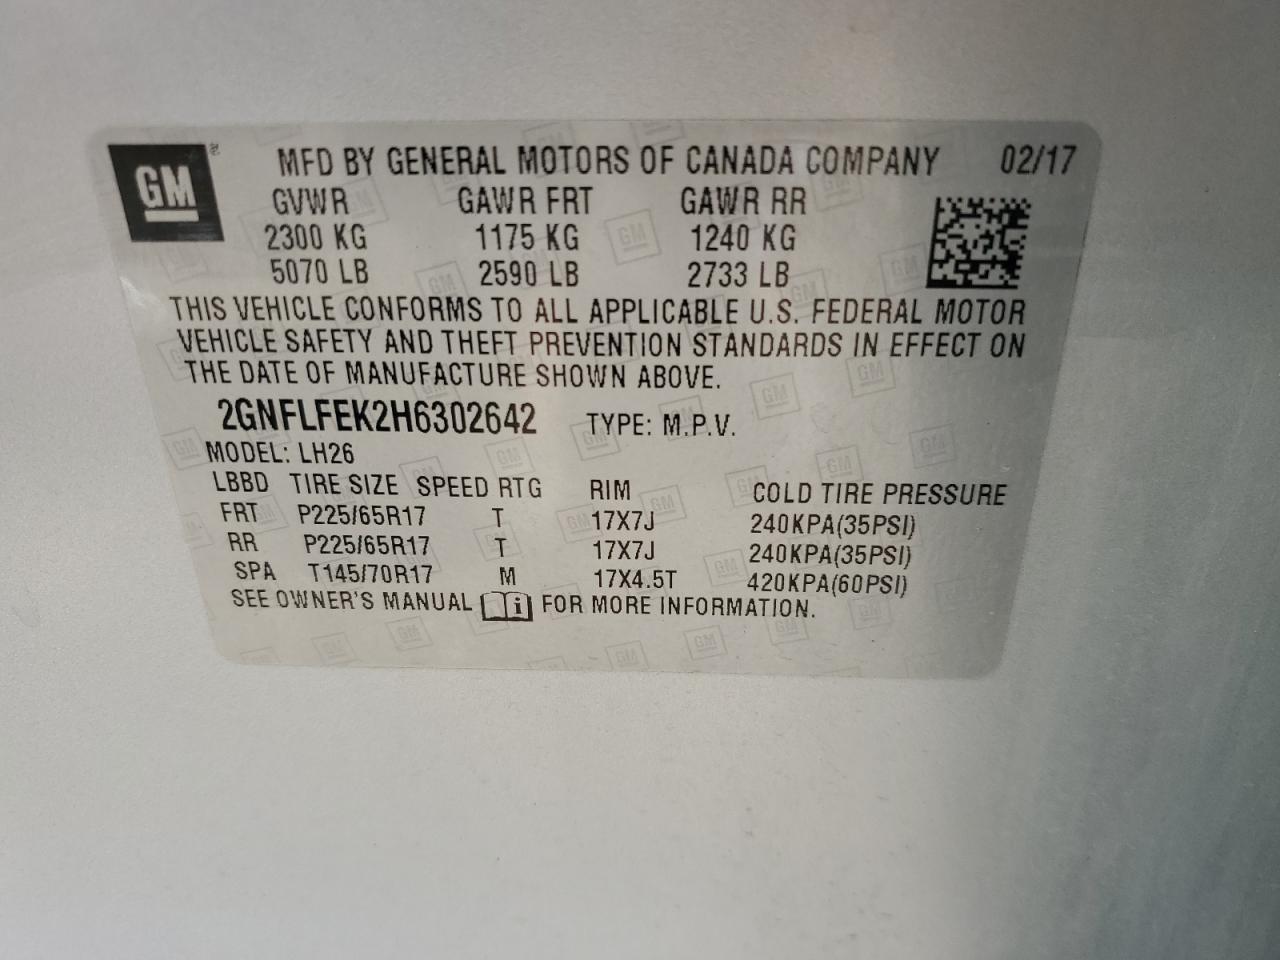 GM ® MFD BY GENERAL MOTORS OF CANADA COMPANY 02/17
GVWR GAWR FRT GAWR RR
2300 KG 1175 KG 1240 KG
5070 LB 2590 LB 2733 LB
THIS VEHICLE CONFORMS TO ALL APPLICABLE U.S. FEDERAL MOTOR
VEHICLE SAFETY AND THEFT PREVENTION STANDARDS IN EFFECT ON
THE DATE OF MANUFACTURE SHOWN ABOVE.
2GNFLFEK2H6302642 TYPE: M.P.V.
MODEL: LH26
LBBD TIRE SIZE SPEED RTG RIM COLD TIRE PRESSURE
FRT P225/65R17 T 17X7J 240KPA(35PSI)
RR P225/65R17 T 17X7J 240KPA(35PSI)
SPA T145/70R17 M 17X4.5T 420KPA(60PSI)
SEE OWNER'S MANUAL i FOR MORE INFORMATION.